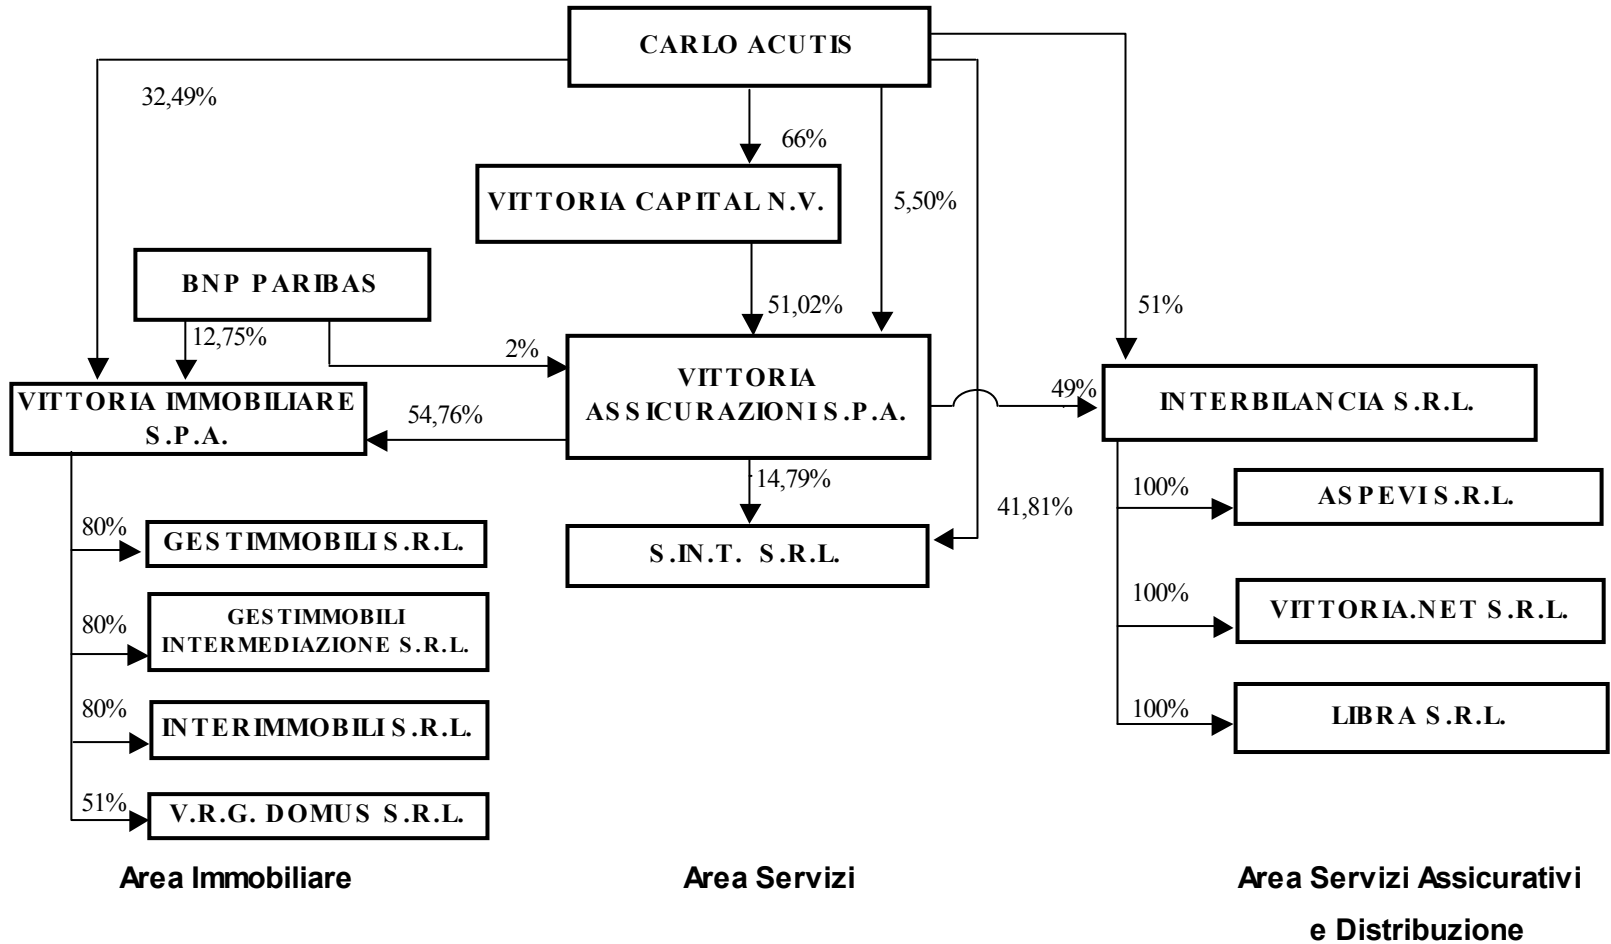 CARLO ACUTIS
32,49%
66%
VITTORIA CAPITAL N.V.
5,50%
BNP PARIBAS
51,02%
51%
12,75%
2%
VITTORIA
ASSICURAZIONI S.P.A.
49%
INTERBILANCIA S.R.L.
VITTORIA IMMOBILIARE
S.P.A.
54,76%
14,79%
41,81%
100%
ASPEVI S.R.L.
80%
GESTIMMOBILI S.R.L.
S.IN.T. S.R.L.
100%
VITTORIA.NET S.R.L.
80%
GESTIMMOBILI
INTERMEDIAZIONE S.R.L.
80%
INTERIMMOBILI S.R.L.
100%
LIBRA S.R.L.
51%
V.R.G. DOMUS S.R.L.
Area Immobiliare
Area Servizi
Area Servizi Assicurativi
e Distribuzione